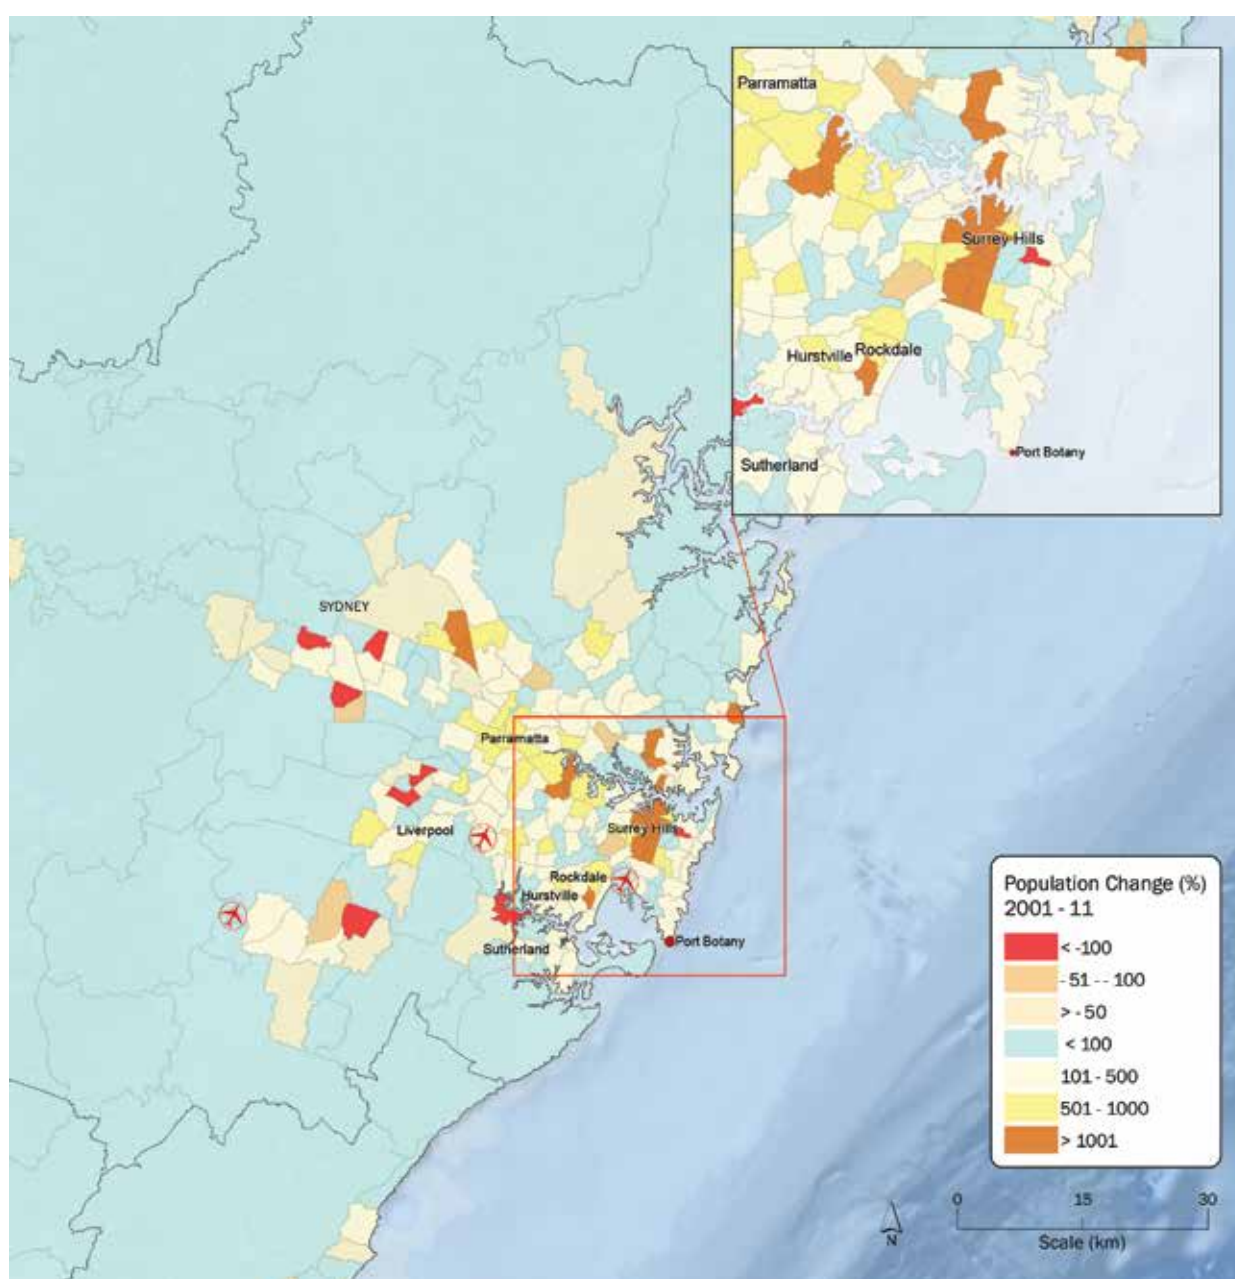 Parramatta
Surrey Hills
Hurstville
Rockdale
Sutherland
Port Botany
SYDNEY
Parramatta
Liverpool
Surrey Hills
Rockdale
Hurstville
Sutherland
Port Botany
Population Change (%)
2001 - 11
< -100
- 51 - - 100
> - 50
< 100
101 - 500
501 - 1000
> 1001
0 15 30
Scale (km)
N